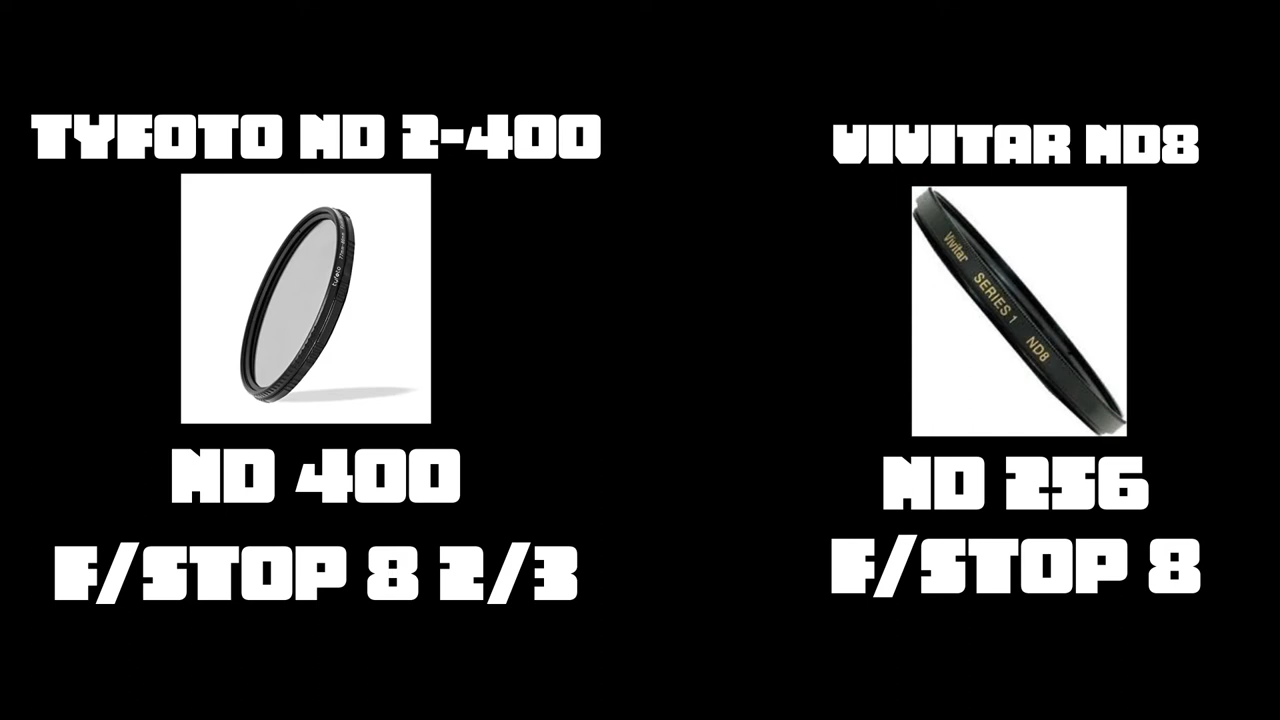 TYFOTO ND 2-400
VIVITAR ND8
tyfoto
Vivitar SERIES 1 ND8
ND 400
ND 256
F/STOP 8 2/3
F/STOP 8